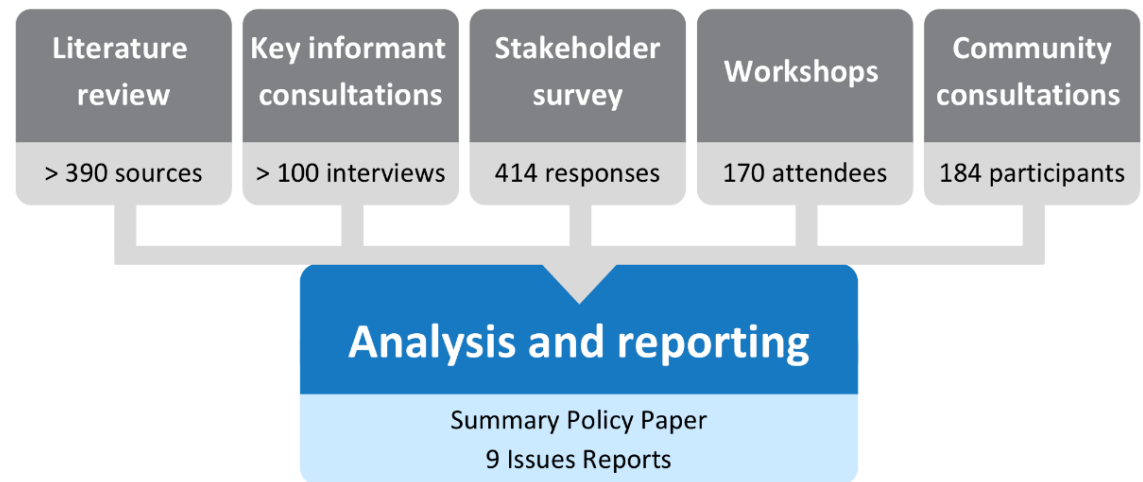 Literature
review
> 390 sources
Key informant
consultations
> 100 interviews
Stakeholder
survey
414 responses
Workshops
170 attendees
Community
consultations
184 participants
Analysis and reporting
Summary Policy Paper
9 Issues Reports